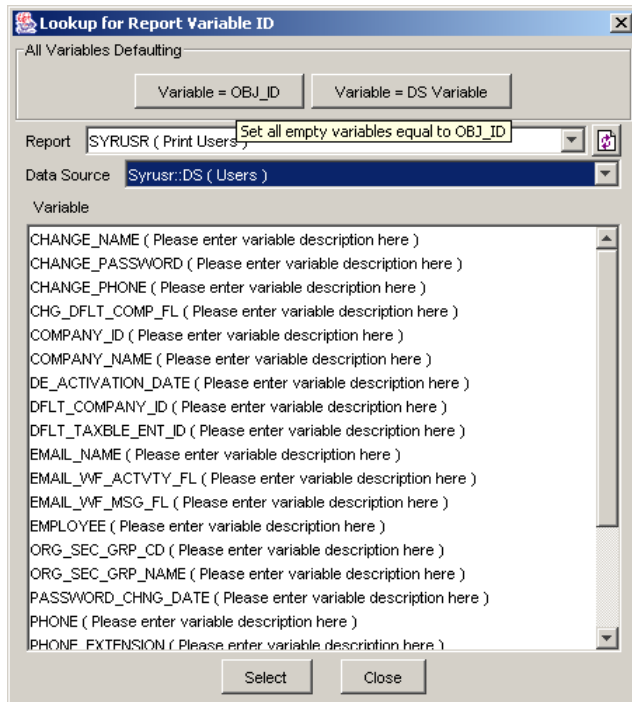 Lookup for Report Variable ID
All Variables Defaulting
Variable = OBJ_ID
Variable = DS Variable
Set all empty variables equal to OBJ_ID
Report SYRUSR ( Print Users )
Data Source Syrusr::DS ( Users )
Variable
CHANGE_NAME ( Please enter variable description here )
CHANGE_PASSWORD ( Please enter variable description here )
CHANGE_PHONE ( Please enter variable description here )
CHG_DFLT_COMP_FL ( Please enter variable description here )
COMPANY_ID ( Please enter variable description here )
COMPANY_NAME ( Please enter variable description here )
DE_ACTIVATION_DATE ( Please enter variable description here )
DFLT_COMPANY_ID ( Please enter variable description here )
DFLT_TAXBLE_ENT_ID ( Please enter variable description here )
EMAIL_NAME ( Please enter variable description here )
EMAIL_WF_ACTVTY_FL ( Please enter variable description here )
EMAIL_WF_MSG_FL ( Please enter variable description here )
EMPLOYEE ( Please enter variable description here )
ORG_SEC_GRP_CD ( Please enter variable description here )
ORG_SEC_GRP_NAME ( Please enter variable description here )
PASSWORD_CHNG_DATE ( Please enter variable description here )
PHONE ( Please enter variable description here )
PHONE_EXTENSION ( Please enter variable description here )
Select
Close